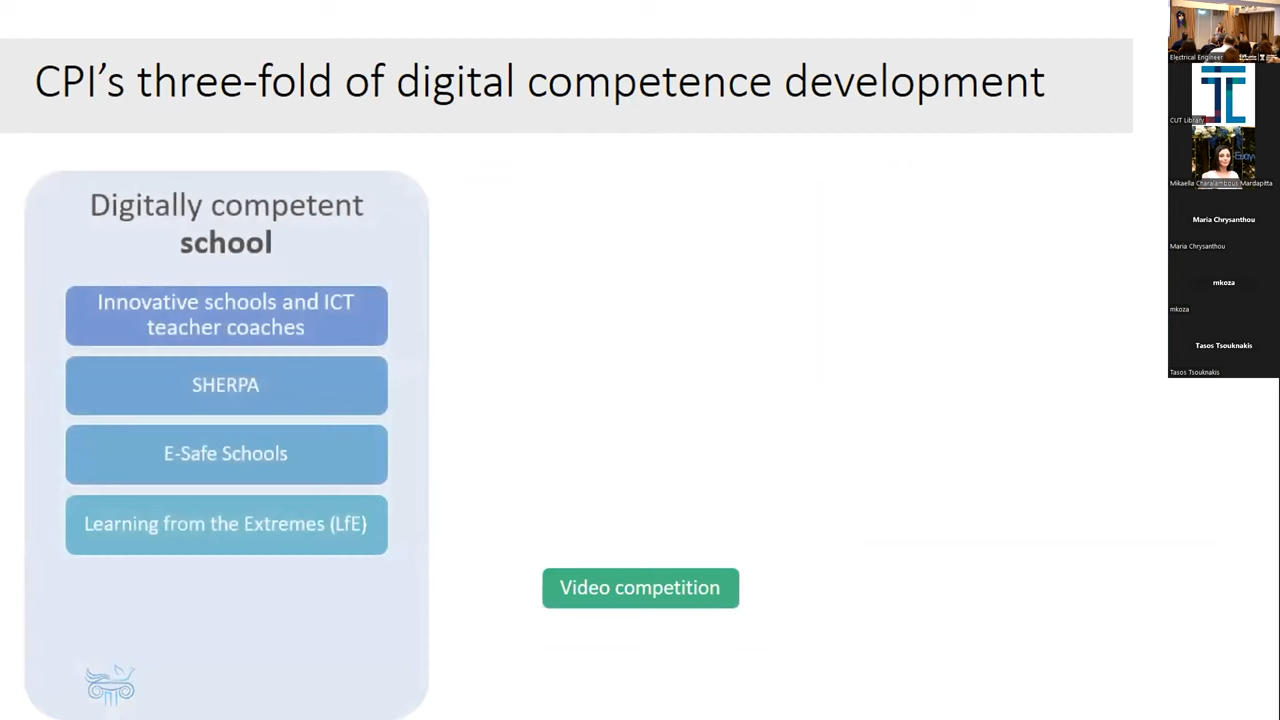 CPI’s three-fold of digital competence development
Digitally competent
school
Innovative schools and ICT
teacher coaches
SHERPA
E-Safe Schools
Learning from the Extremes (LfE)
Video competition
Electrical Engineer
CUT Library
Mikaella Charalambous Mardapitta
Maria Chrysanthou
Maria Chrysanthou
mkoza
mkoza
Tasos Tsouknakis
Tasos Tsouknakis